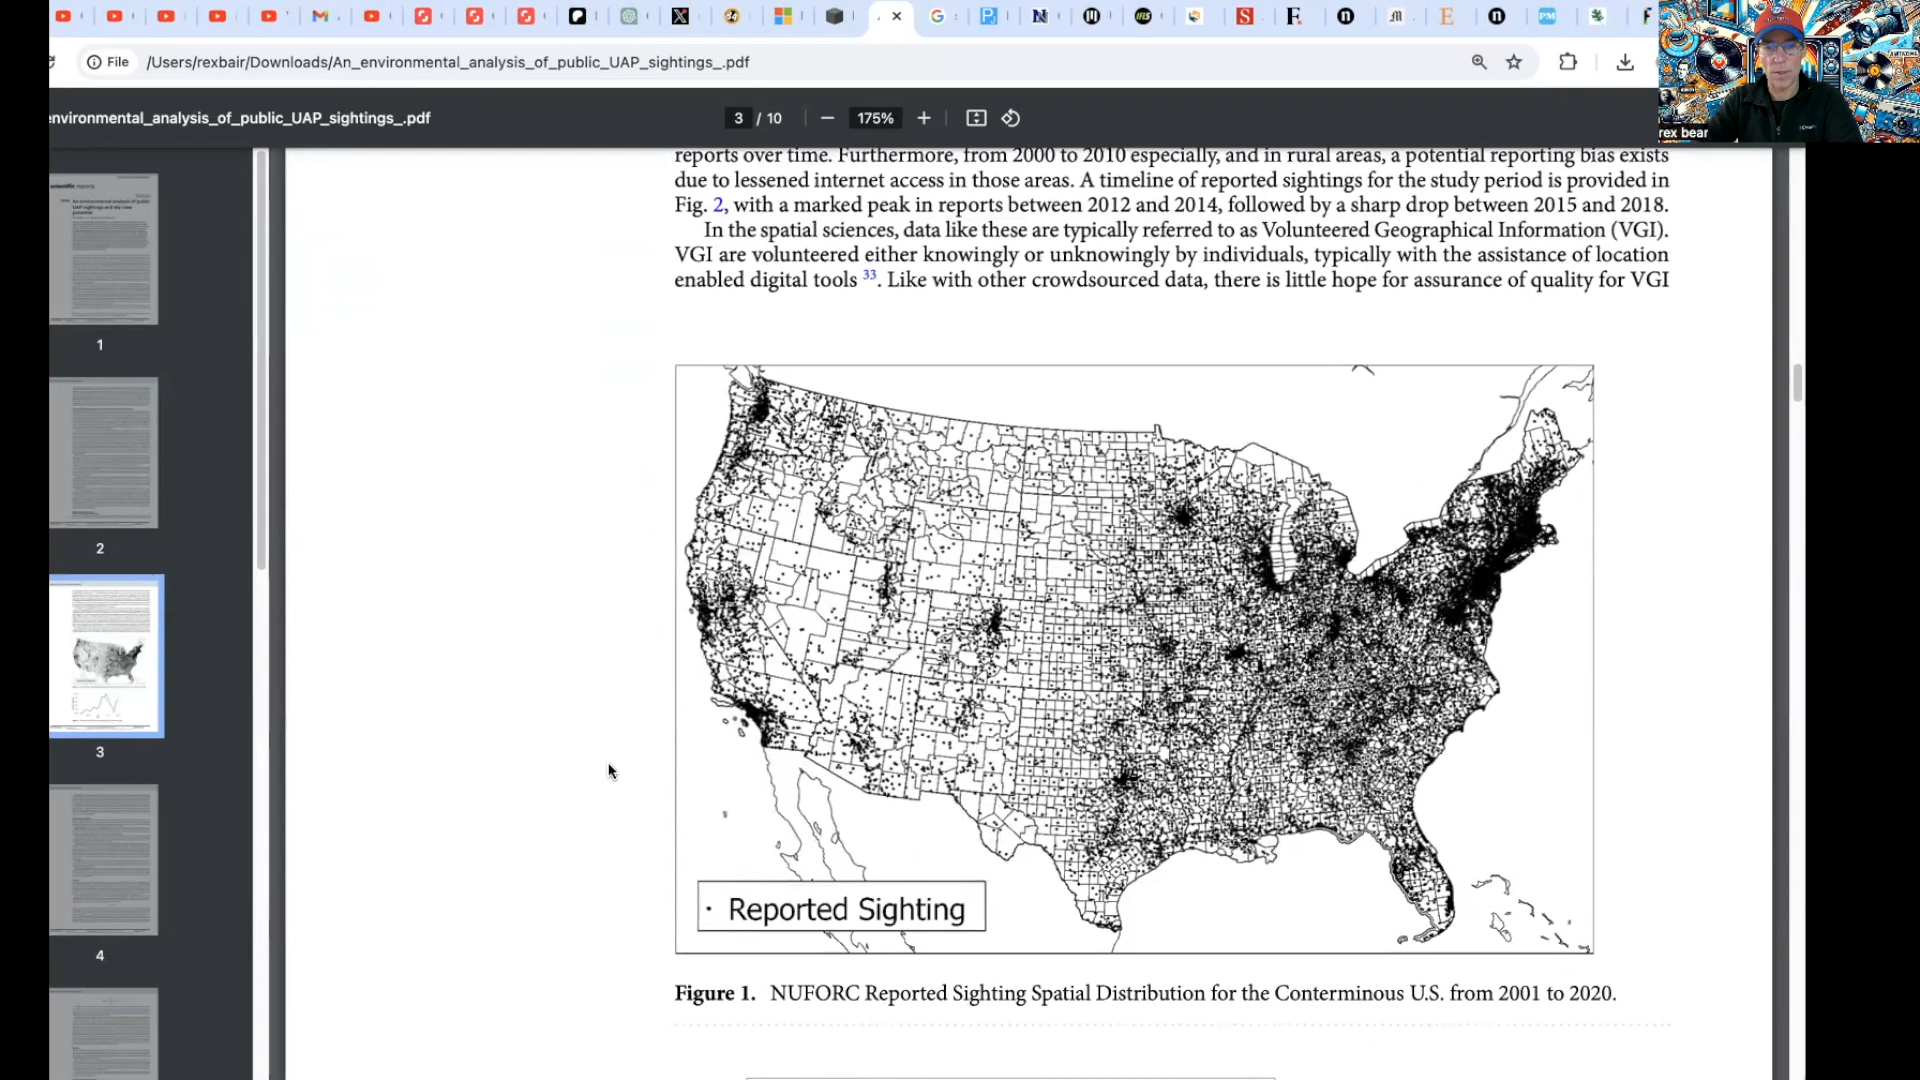 File
/Users/rexbair/Downloads/An_environmental_analysis_of_public_UAP_sightings_.pdf
environmental_analysis_of_public_UAP_sightings_.pdf
3 / 10
175%
rex bear
reports over time. Furthermore, from 2000 to 2010 especially, and in rural areas, a potential reporting bias exists
due to lessened internet access in those areas. A timeline of reported sightings for the study period is provided in
Fig. 2, with a marked peak in reports between 2012 and 2014, followed by a sharp drop between 2015 and 2018.
In the spatial sciences, data like these are typically referred to as Volunteered Geographical Information (VGI).
VGI are volunteered either knowingly or unknowingly by individuals, typically with the assistance of location
enabled digital tools 33. Like with other crowdsourced data, there is little hope for assurance of quality for VGI
1
2
3
4
· Reported Sighting
Figure 1. NUFORC Reported Sighting Spatial Distribution for the Conterminous U.S. from 2001 to 2020.